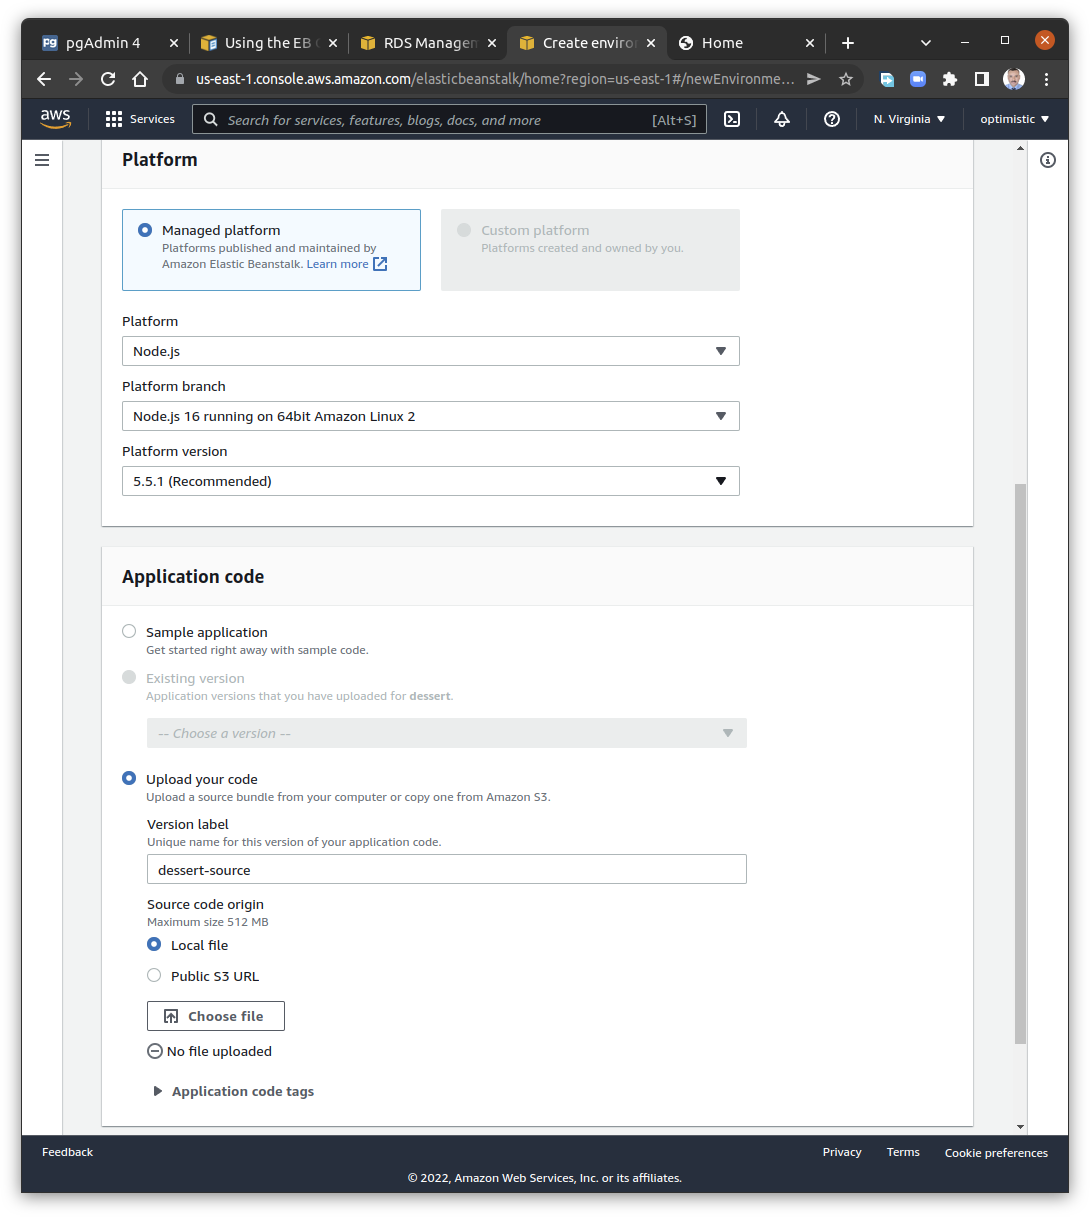 pgAdmin 4
Using the EB
RDS Manager
Create enviro
Home
us-east-1.console.aws.amazon.com/elasticbeanstalk/home?region=us-east-1#/newEnvironme...
aws
Services
Search for services, features, blogs, docs, and more
[Alt+S]
N. Virginia
optimistic
Platform
Managed platform
Platforms published and maintained by
Amazon Elastic Beanstalk. Learn more
Custom platform
Platforms created and owned by you.
Platform
Node.js
Platform branch
Node.js 16 running on 64bit Amazon Linux 2
Platform version
5.5.1 (Recommended)
Application code
Sample application
Get started right away with sample code.
Existing version
Application versions that you have uploaded for dessert.
-- Choose a version --
Upload your code
Upload a source bundle from your computer or copy one from Amazon S3.
Version label
Unique name for this version of your application code.
dessert-source
Source code origin
Maximum size 512 MB
Local file
Public S3 URL
Choose file
No file uploaded
Application code tags
Feedback
Privacy
Terms
Cookie preferences
© 2022, Amazon Web Services, Inc. or its affiliates.